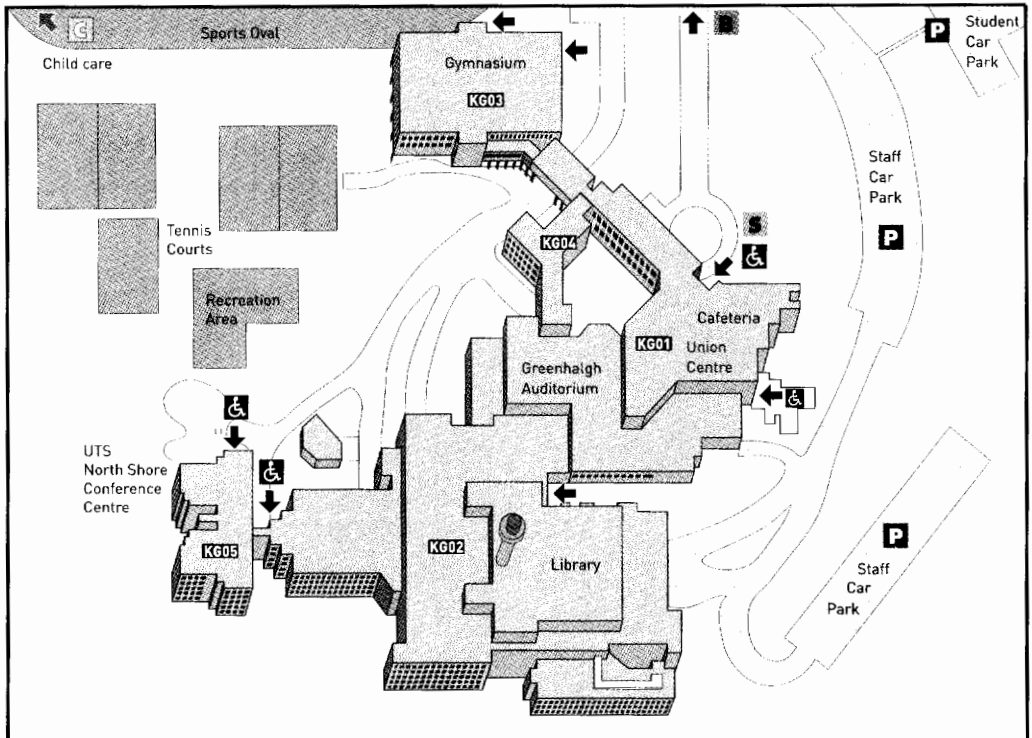 C
Sports Oval
B
P
Student
Car
Park
Child care
Gymnasium
KG03
Staff
Car
Park
P
S
Tennis
Courts
KG04
Recreation
Area
Cafeteria
KG01
Union
Centre
Greenhalgh
Auditorium
UTS
North Shore
Conference
Centre
KG05
KG02
Library
P
Staff
Car
Park